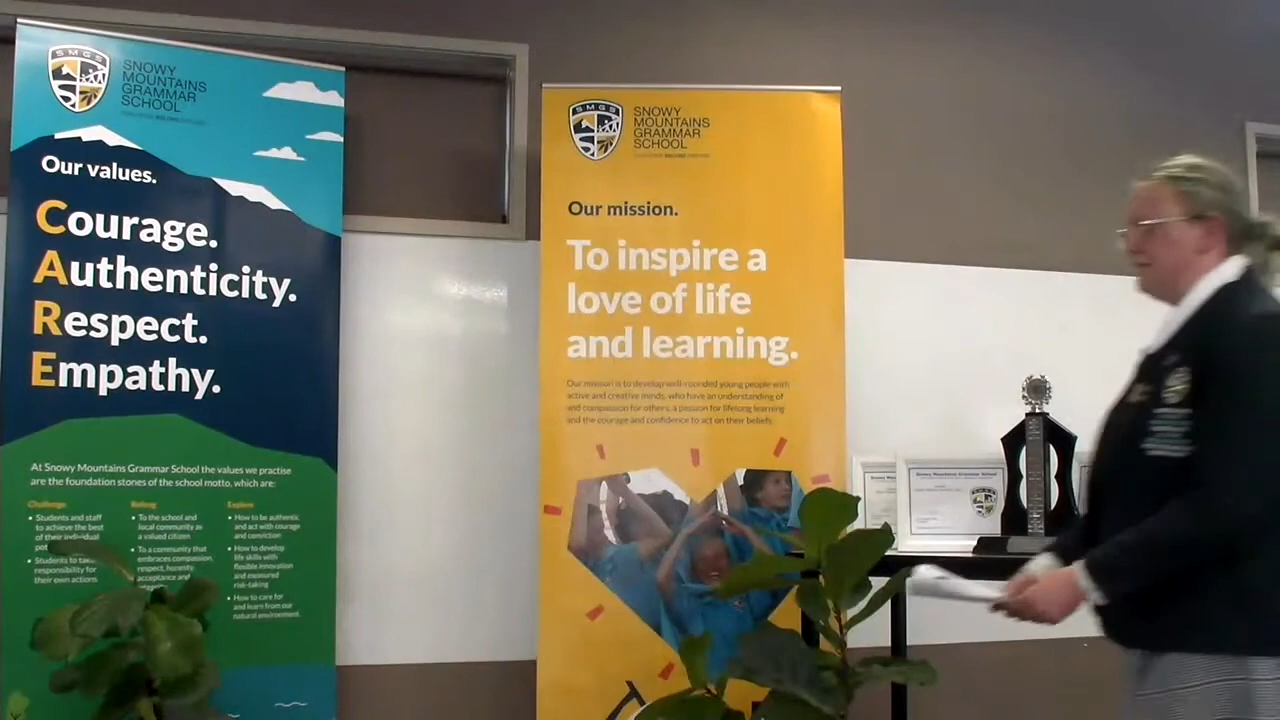 SMGS
SNOWY
MOUNTAINS
GRAMMAR
SCHOOL
Our values.
Courage.
Authenticity.
Respect.
Empathy.
At Snowy Mountains Grammar School the values we practise
are the foundation stones of the school motto, which are:
Challenge
• Students and staff
to achieve the best
of their individual
• Students to take
responsibility for
their own actions
Belong
• To the school and
local community as
a valued citizen
• To a community that
embraces compassion,
respect, honesty
acceptance and
Explore
• How to be authentic
and act with courage
and conviction
• How to develop
life skills with
flexible innovation
and measured
risk-taking
• How to care for
and learn from our
natural environment.
SMGS
SNOWY
MOUNTAINS
GRAMMAR
SCHOOL
Our mission.
To inspire a
love of life
and learning.
Our mission is to develop well-rounded young people with
active and creative minds, who have an understanding of
and compassion for others, a passion for lifelong learning
and the courage and confidence to act on their beliefs.
Snowy Mountains Grammar School